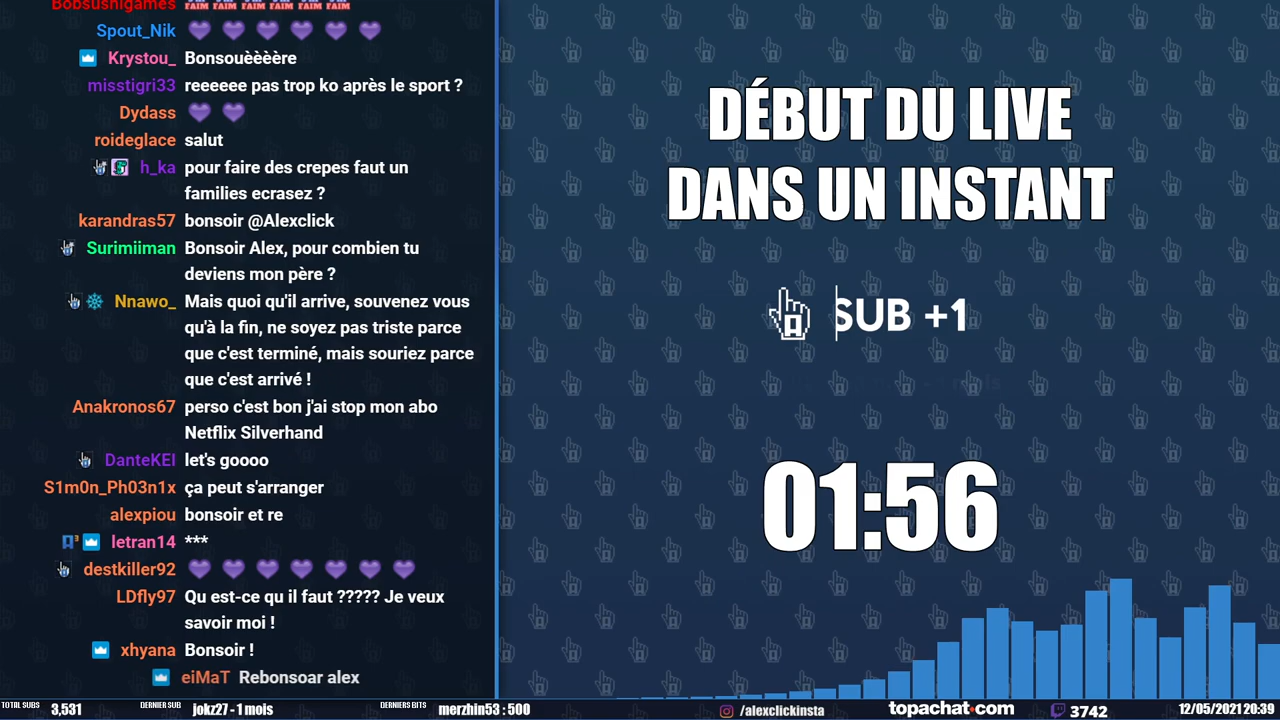 Bobsushigames
Spout_Nik
Krystou_ Bonsouèèèère
misstigri33 reeeeee pas trop ko après le sport ?
Dydass
roideglace salut
h_ka pour faire des crepes faut un
families ecrasez ?
karandras57 bonsoir @Alexclick
Surimiiman Bonsoir Alex, pour combien tu
deviens mon père ?
Nnawo_ Mais quoi qu'il arrive, souvenez vous
qu'à la fin, ne soyez pas triste parce
que c'est terminé, mais souriez parce
que c'est arrivé !
Anakronos67 perso c'est bon j'ai stop mon abo
Netflix Silverhand
DanteKEI let's goooo
S1m0n_Ph03n1x ça peut s'arranger
alexpiou bonsoir et re
letran14 ***
destkiller92
LDfly97 Qu est-ce qu il faut ????? Je veux
savoir moi !
xhyana Bonsoir !
eiMaT Rebonsoar alex
DÉBUT DU LIVE
DANS UN INSTANT
SUB +1
01:56
TOTAL SUBS 3,531 DERNIER SUB jokz27 - 1 mois DERNIERS BITS merzhin53 : 500 /alexclickinsta topachat.com 3742 12/05/2021 20:39